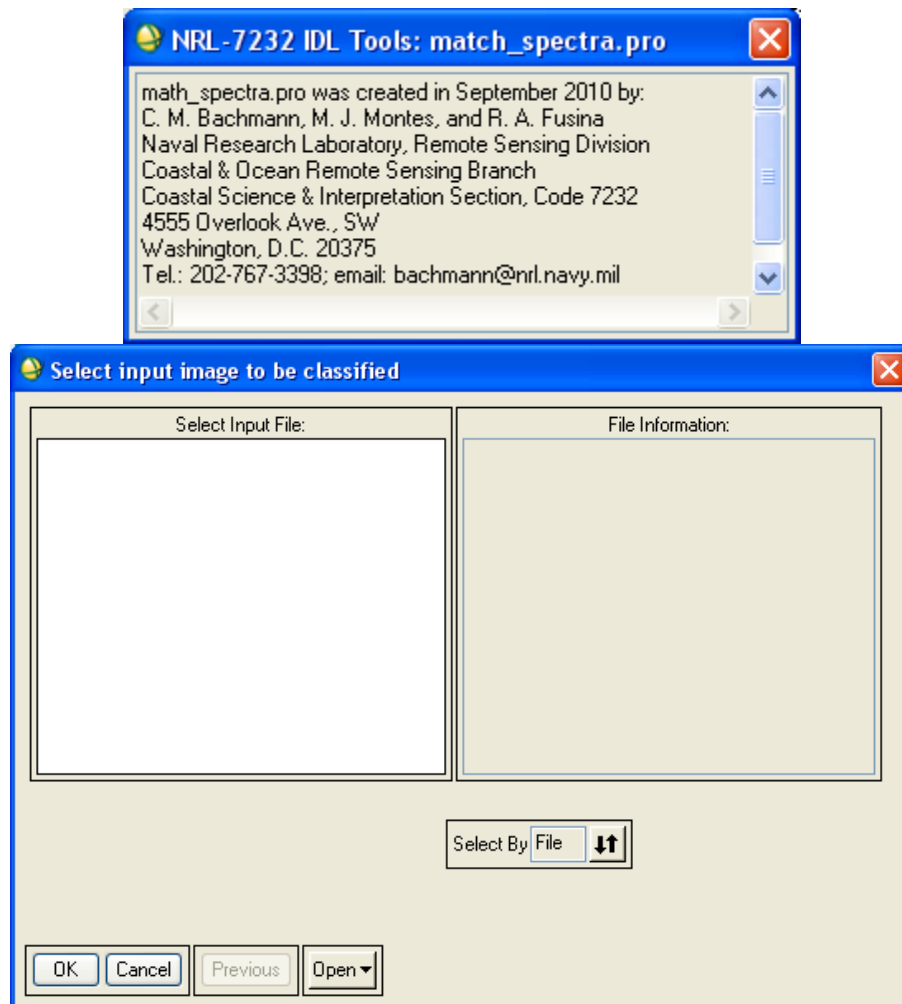 NRL-7232 IDL Tools: match_spectra.pro
math_spectra.pro was created in September 2010 by:
C. M. Bachmann, M. J. Montes, and R. A. Fusina
Naval Research Laboratory, Remote Sensing Division
Coastal & Ocean Remote Sensing Branch
Coastal Science & Interpretation Section, Code 7232
4555 Overlook Ave., SW
Washington, D.C. 20375
Tel.: 202-767-3398; email: bachmann@nrl.navy.mil
Select input image to be classified
Select Input File:
File Information:
Select By File
OK Cancel Previous Open